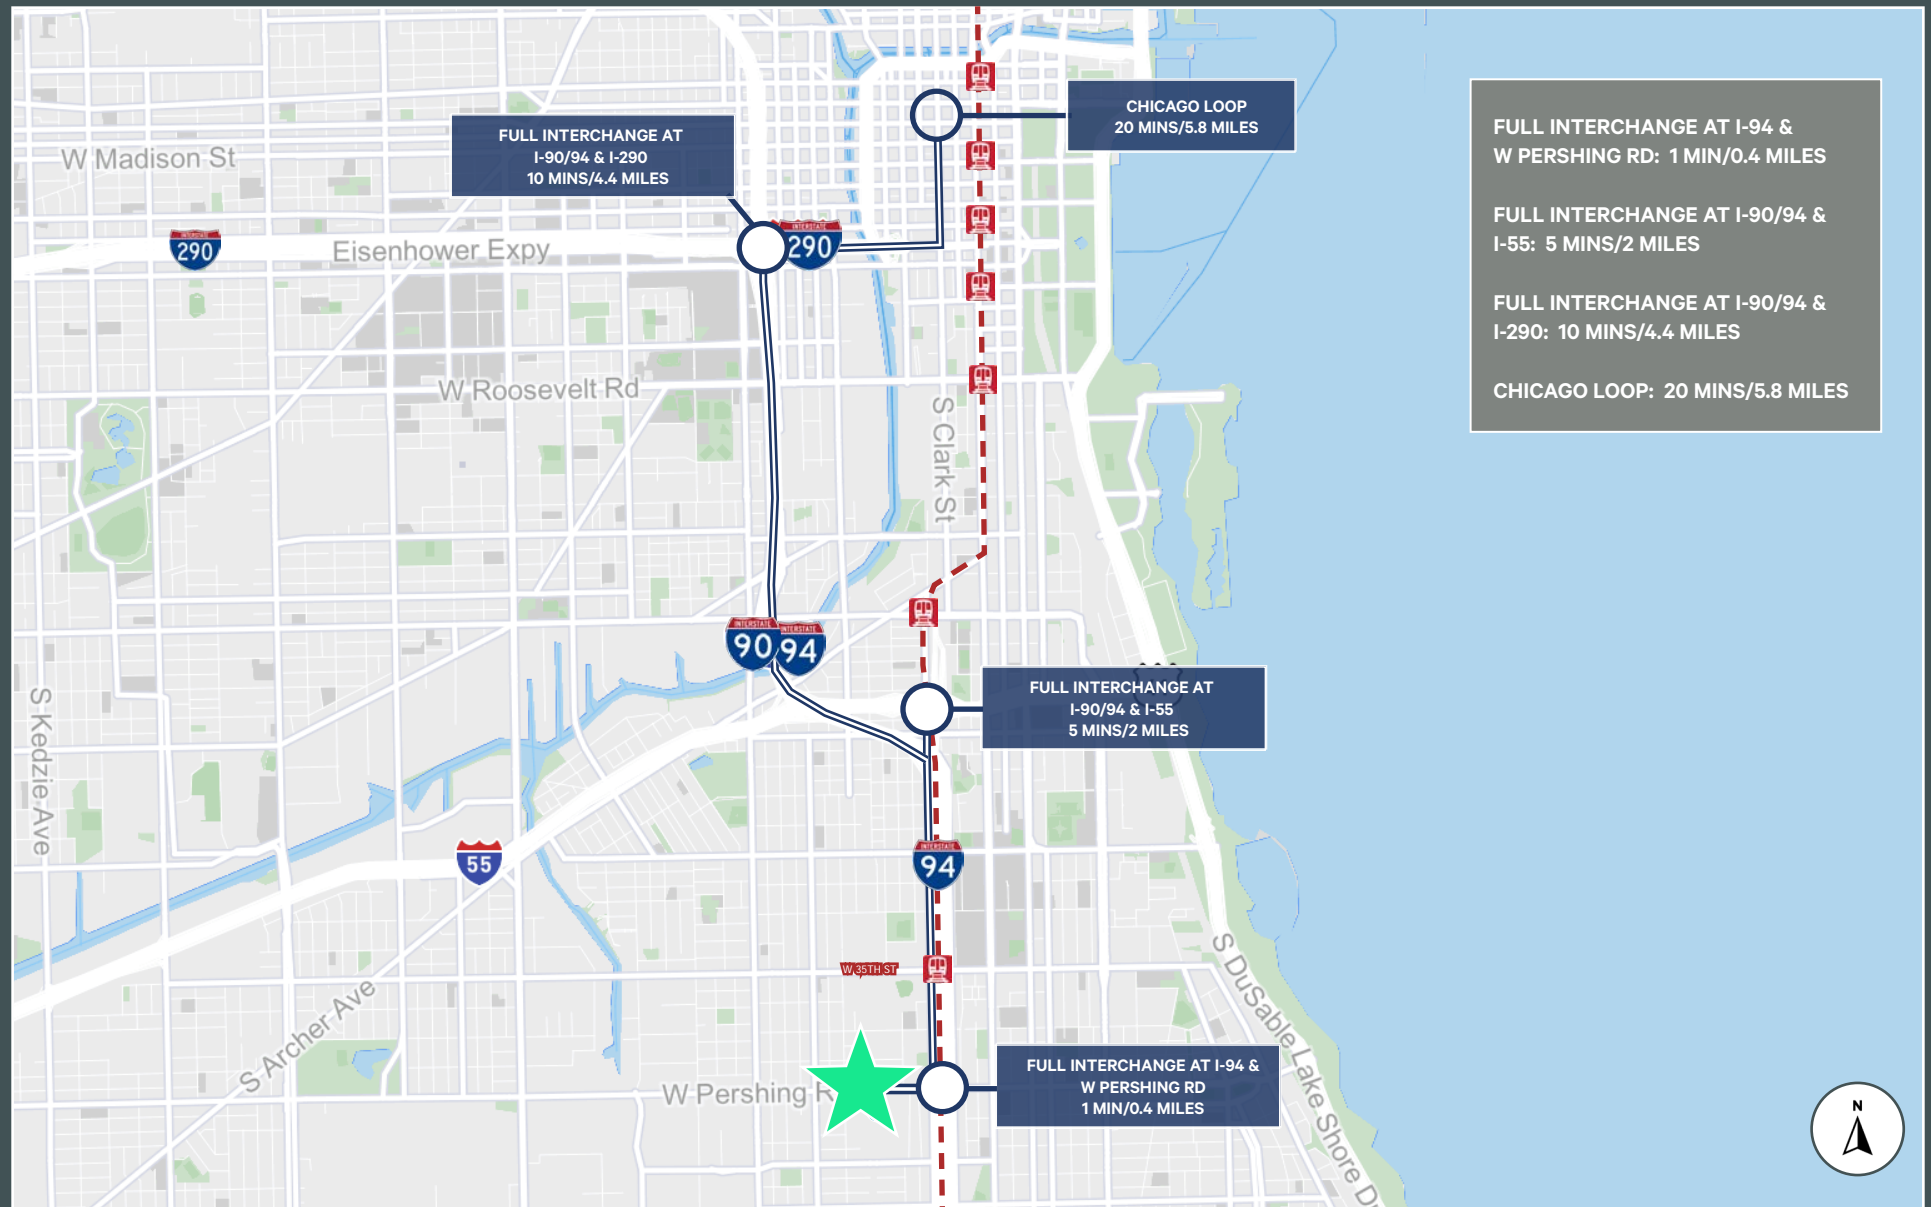 CHICAGO LOOP
20 MINS/5.8 MILES
FULL INTERCHANGE AT
I-90/94 & I-290
10 MINS/4.4 MILES
FULL INTERCHANGE AT I-94 &
W PERSHING RD: 1 MIN/0.4 MILES
FULL INTERCHANGE AT I-90/94 &
I-55: 5 MINS/2 MILES
FULL INTERCHANGE AT I-90/94 &
I-290: 10 MINS/4.4 MILES
CHICAGO LOOP: 20 MINS/5.8 MILES
W Madison St
INTERSTATE
290
Eisenhower Expy
INTERSTATE
290
W Roosevelt Rd
S Clark St
INTERSTATE
90
INTERSTATE
94
FULL INTERCHANGE AT
I-90/94 & I-55
5 MINS/2 MILES
S Kedzie Ave
55
INTERSTATE
94
W 35TH ST
S Archer Ave
S DuSable Lake Shore D
W Pershing R
FULL INTERCHANGE AT I-94 &
W PERSHING RD
1 MIN/0.4 MILES
N